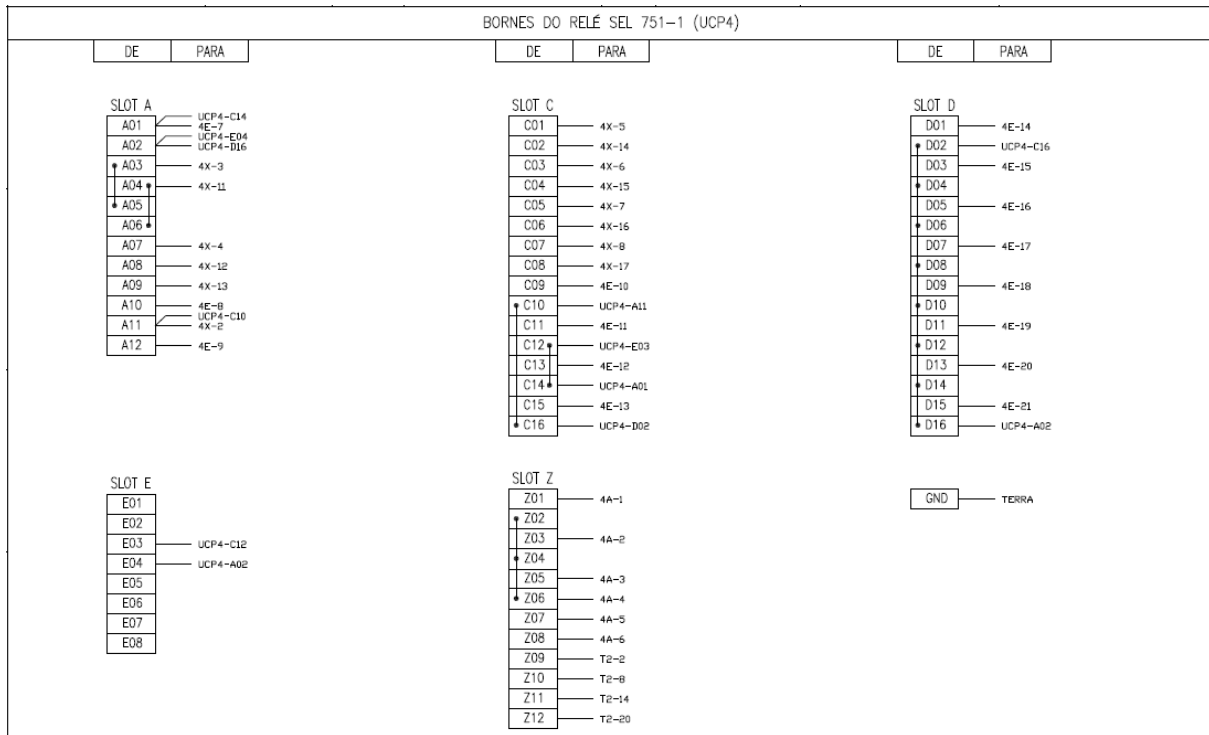 BORNES DO RELÉ SEL 751-1 (UCP4)
DE PARA
DE PARA
DE PARA
SLOT A
UCP4-C14
A01 4E-7
UCP4-E04
A02 UCP4-D16
A03 4X-3
A04 4X-11
A05
A06
A07 4X-4
A08 4X-12
A09 4X-13
A10 4E-8
UCP4-C10
A11 4X-2
A12 4E-9
SLOT C
C01 4X-5
C02 4X-14
C03 4X-6
C04 4X-15
C05 4X-7
C06 4X-16
C07 4X-8
C08 4X-17
C09 4E-10
C10 UCP4-A11
C11 4E-11
C12 UCP4-E03
C13 4E-12
C14 UCP4-A01
C15 4E-13
C16 UCP4-D02
SLOT D
D01 4E-14
D02 UCP4-C16
D03 4E-15
D04
D05 4E-16
D06
D07 4E-17
D08
D09 4E-18
D10
D11 4E-19
D12
D13 4E-20
D14
D15 4E-21
D16 UCP4-A02
SLOT E
E01
E02
E03 UCP4-C12
E04 UCP4-A02
E05
E06
E07
E08
SLOT Z
Z01 4A-1
Z02
Z03 4A-2
Z04
Z05 4A-3
Z06 4A-4
Z07 4A-5
Z08 4A-6
Z09 T2-2
Z10 T2-8
Z11 T2-14
Z12 T2-20
GND TERRA